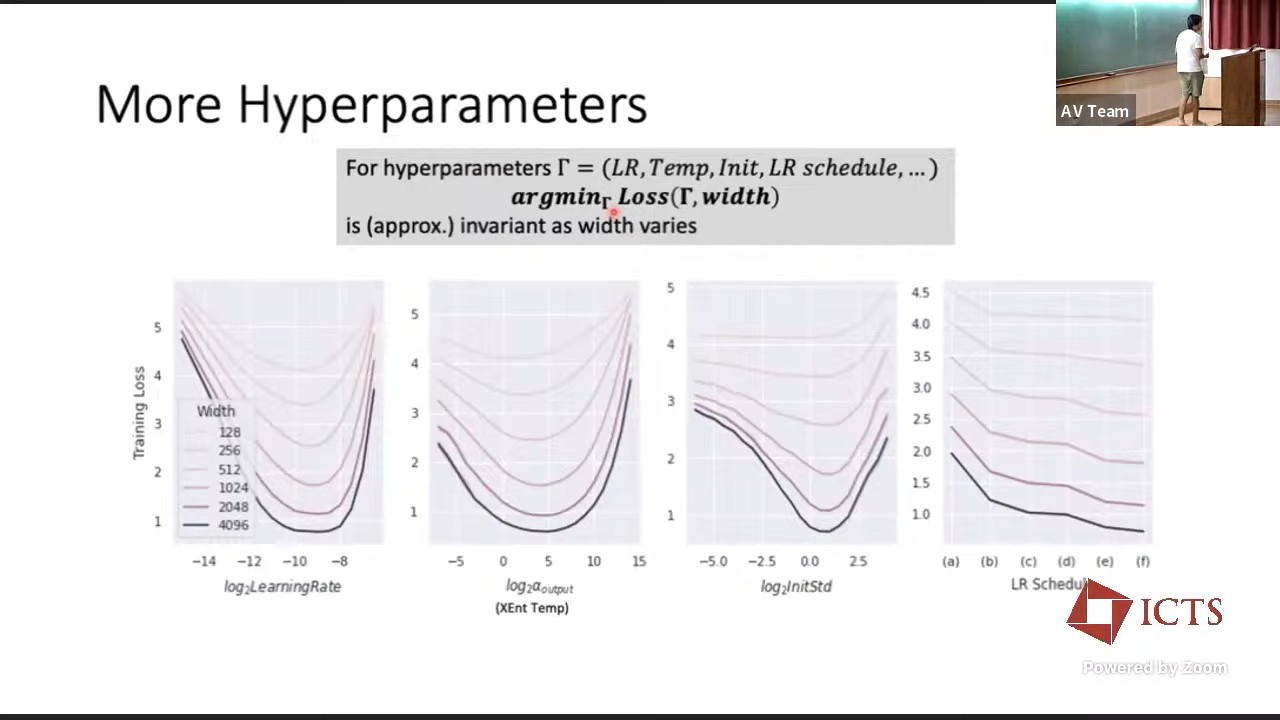 AV Team
More Hyperparameters
For hyperparameters Γ = (LR, Temp, Init, LR schedule, ...)
argmin_Γ Loss(Γ, width)
is (approx.) invariant as width varies
Training Loss
5
4
3
2
1
Width
128
256
512
1024
2048
4096
−14 −12 −10 −8
log₂LearningRate
5
4
3
2
1
−5 0 5 10 15
log₂α_output
(XEnt Temp)
5
4
3
2
1
−5.0 −2.5 0.0 2.5
log₂InitStd
4.5
4.0
3.5
3.0
2.5
2.0
1.5
1.0
(a) (b) (c) (d) (e) (f)
LR Schedul
ICTS
Powered by Zoom